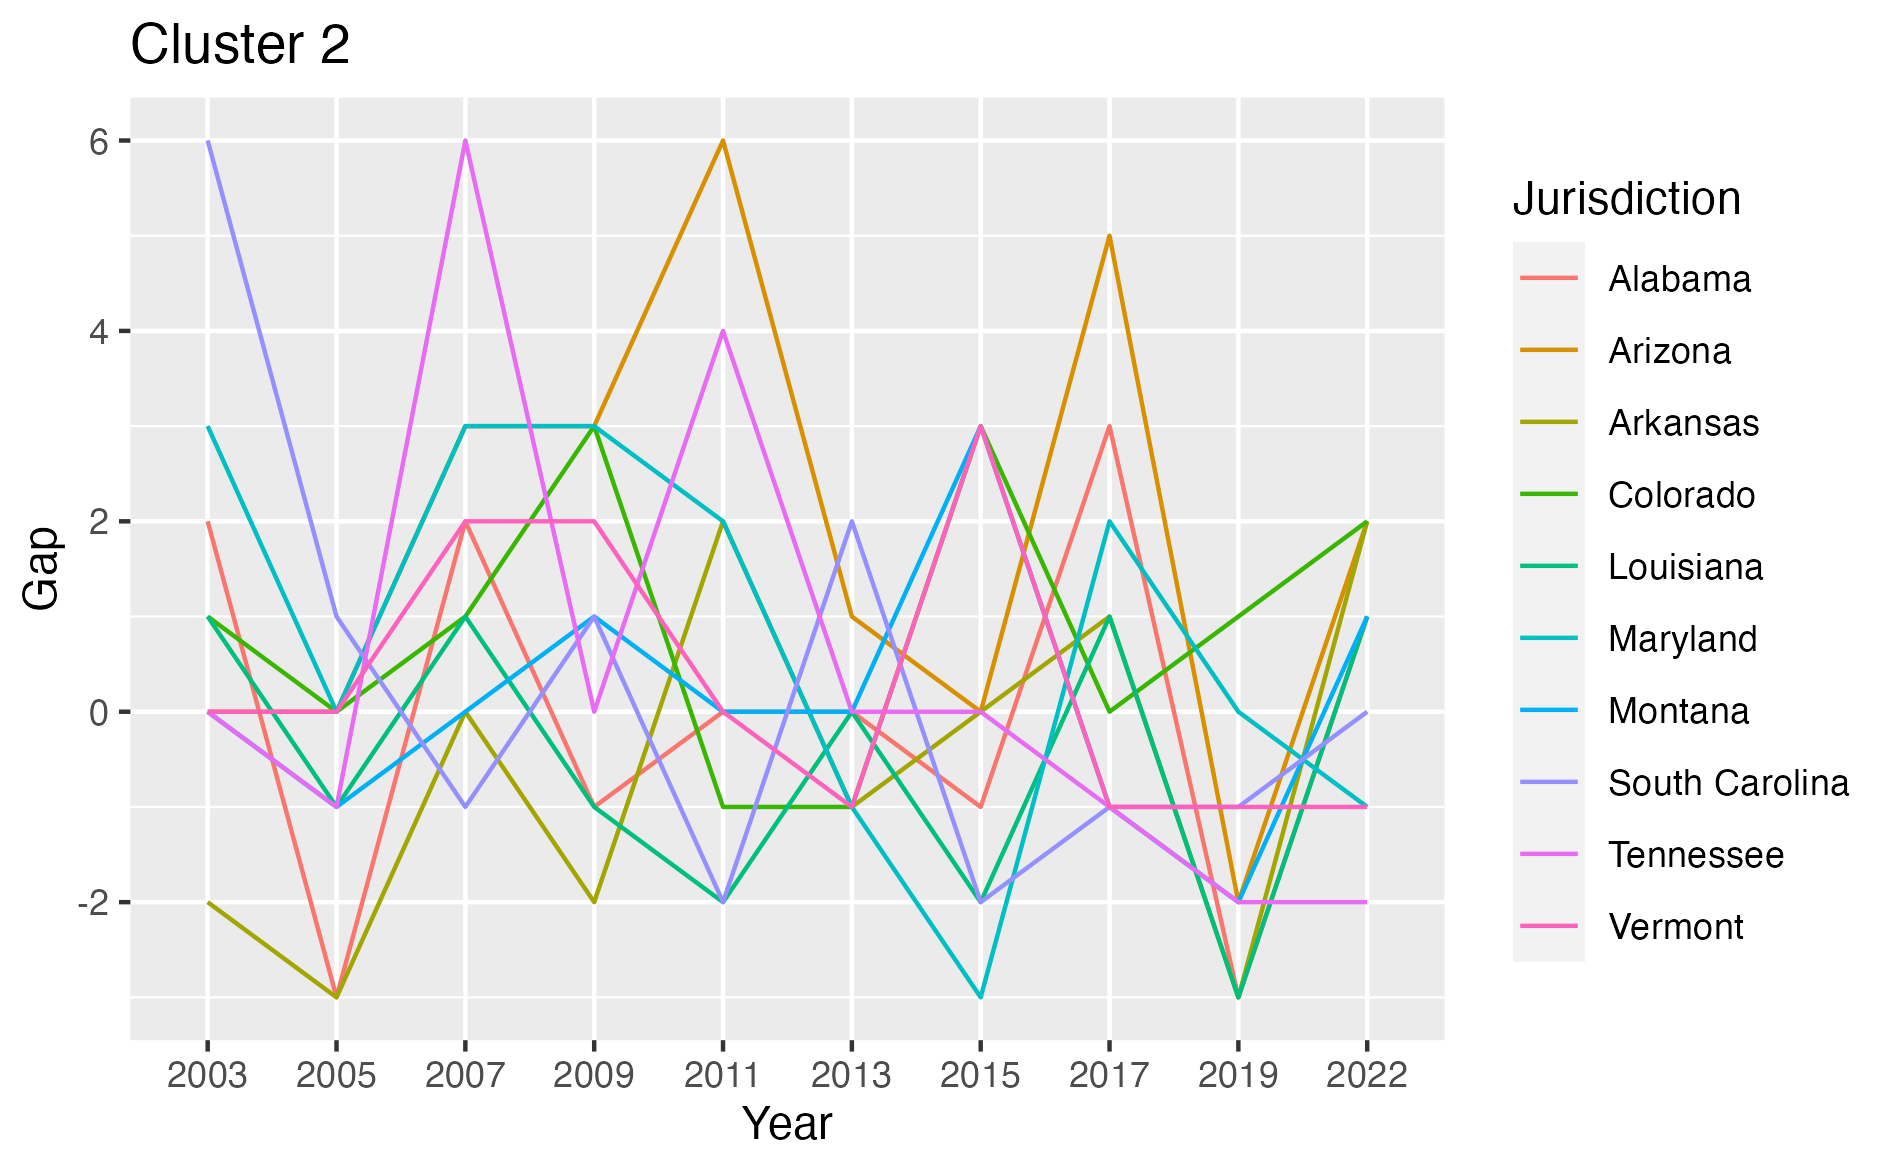 Cluster 2
6
4
2
0
-2
Gap
2003 2005 2007 2009 2011 2013 2015 2017 2019 2022
Year
Jurisdiction
Alabama
Arizona
Arkansas
Colorado
Louisiana
Maryland
Montana
South Carolina
Tennessee
Vermont